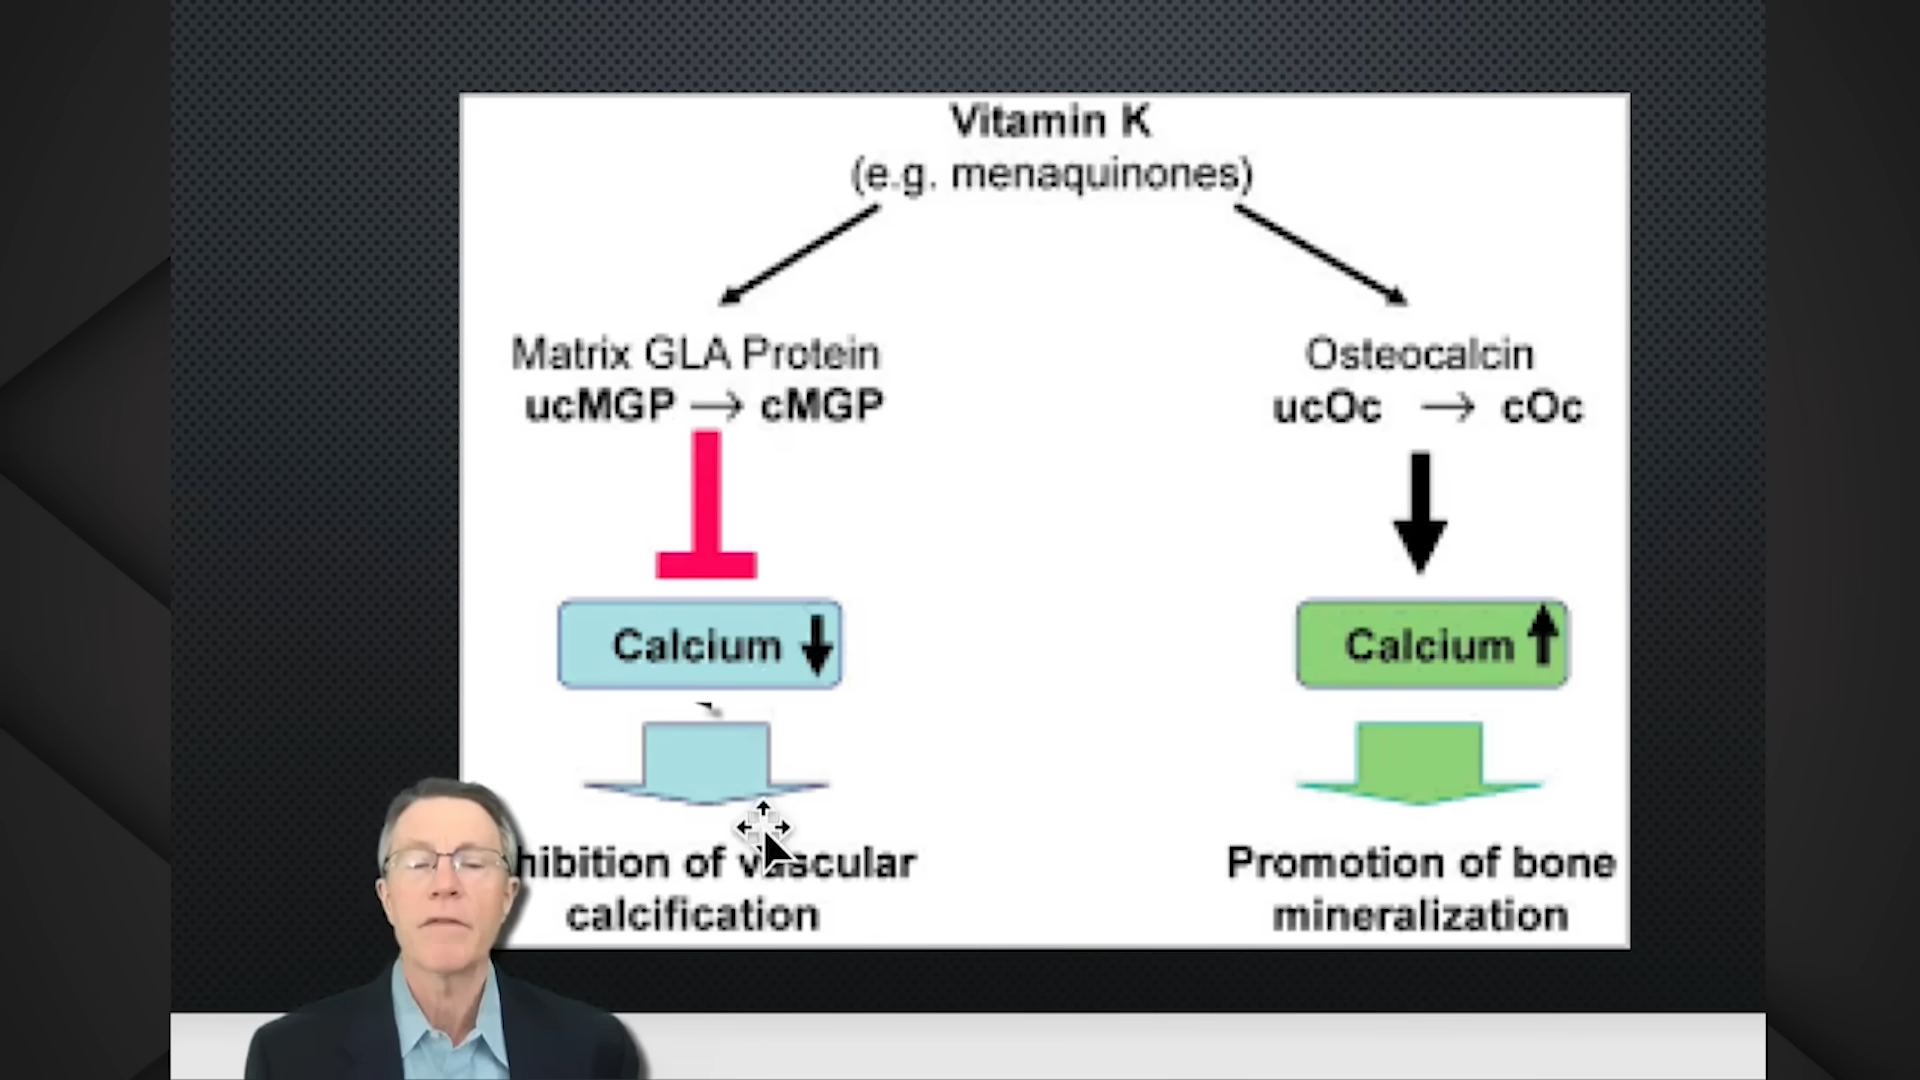 Vitamin K
(e.g. menaquinones)
Matrix GLA Protein
ucMGP → cMGP
Osteocalcin
ucOc → cOc
Calcium ↓
Calcium ↑
hibition of vascular
calcification
Promotion of bone
mineralization